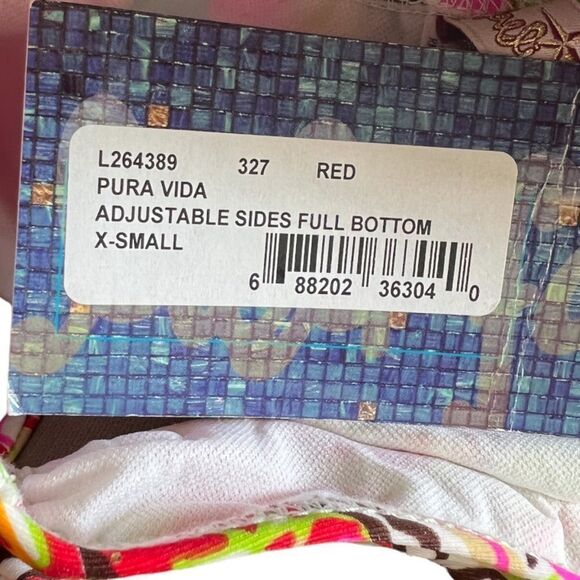 L264389 327 RED
PURA VIDA
ADJUSTABLE SIDES FULL BOTTOM
X-SMALL
6 88202 36304 0